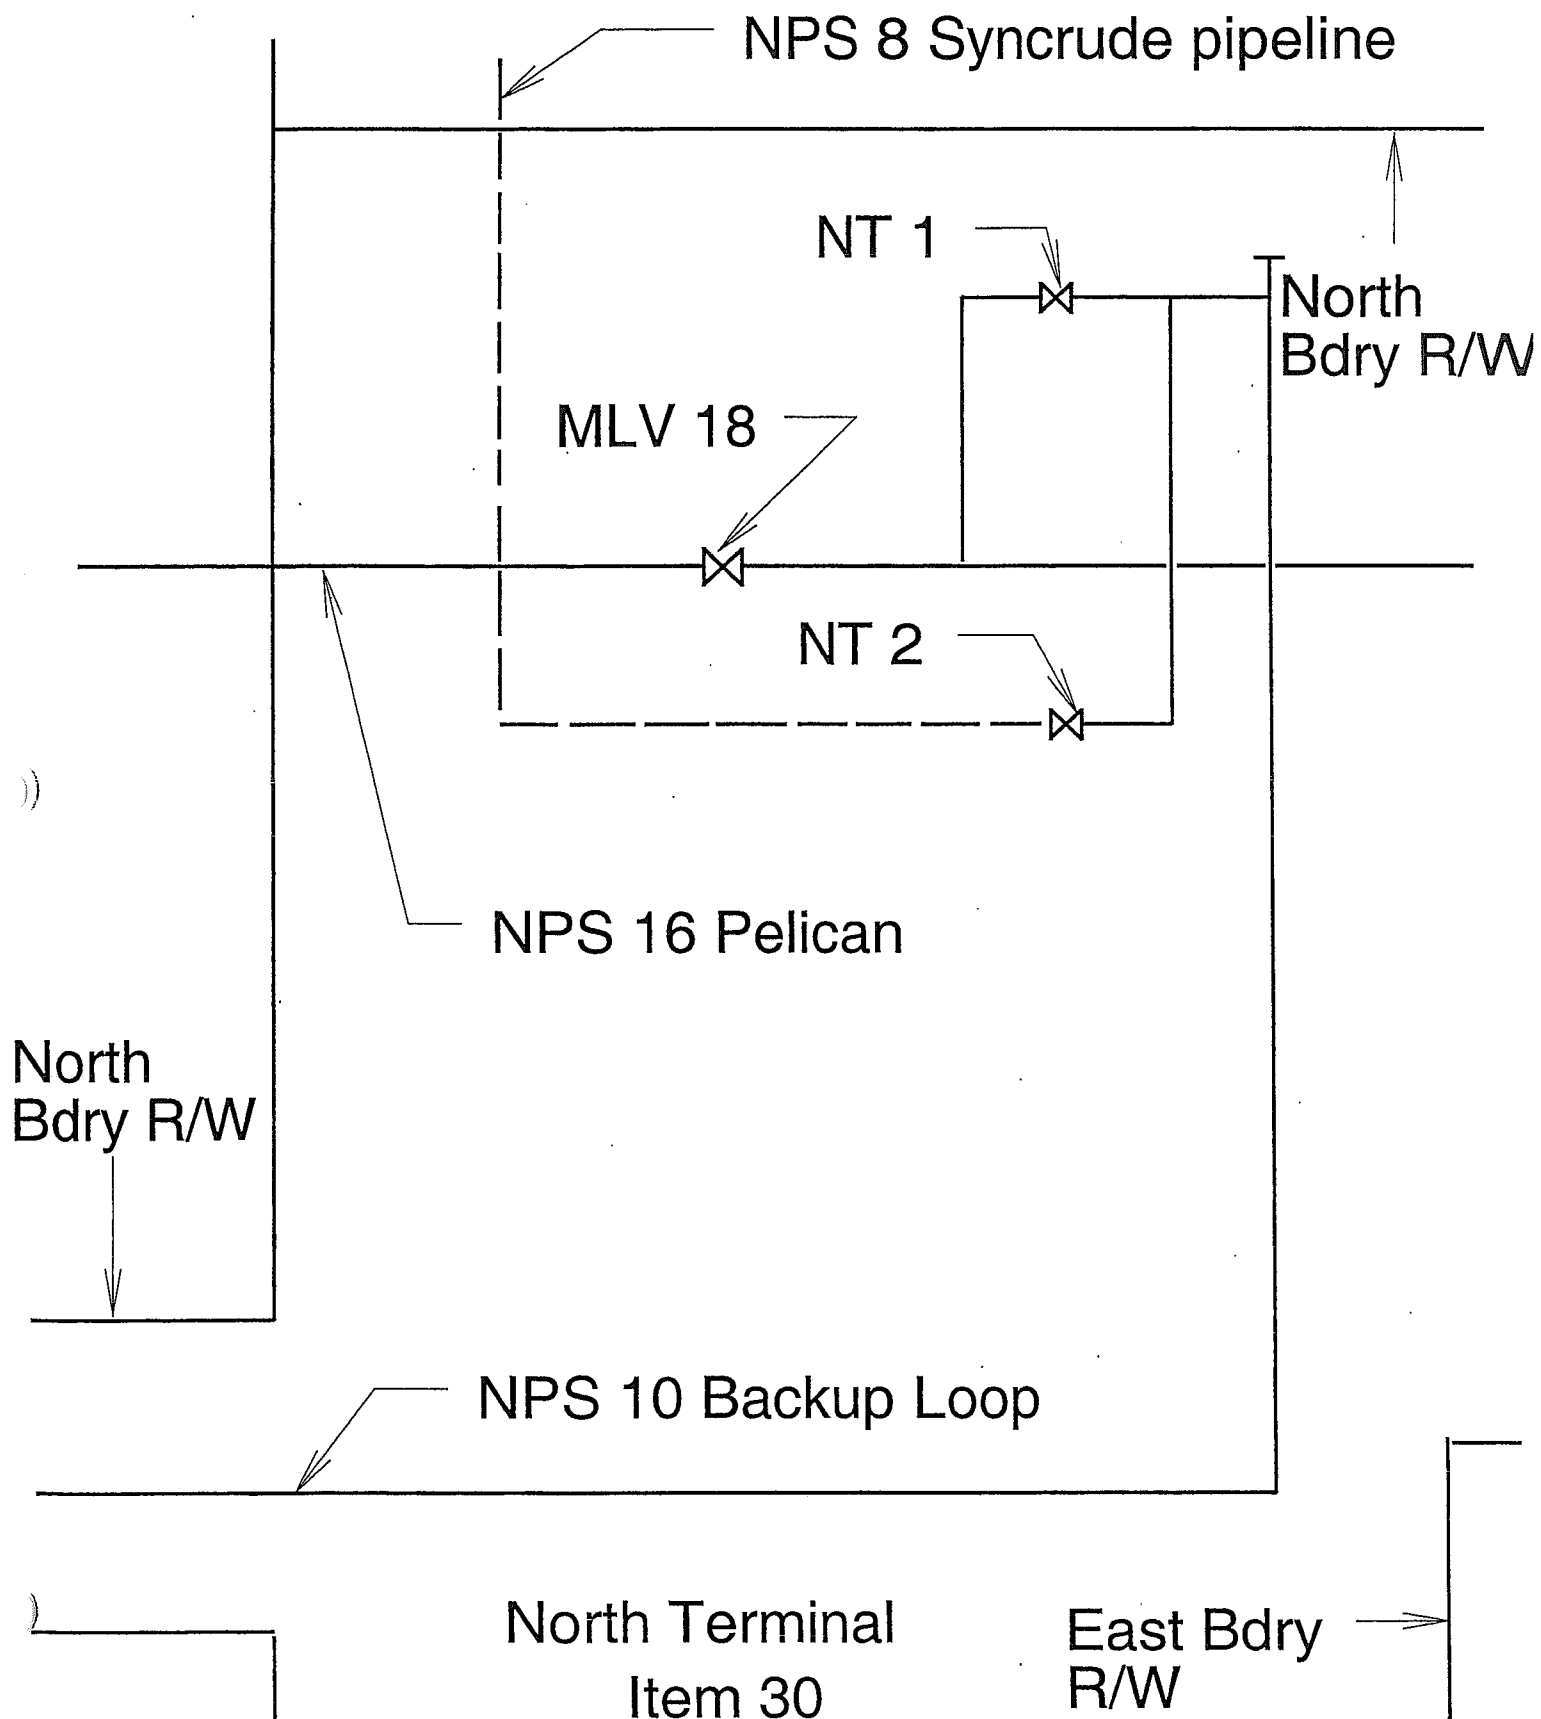 NPS 8 Syncrude pipeline
NT 1
North
Bdry R/W
MLV 18
NT 2
NPS 16 Pelican
North
Bdry R/W
NPS 10 Backup Loop
North Terminal
Item 30
East Bdry
R/W